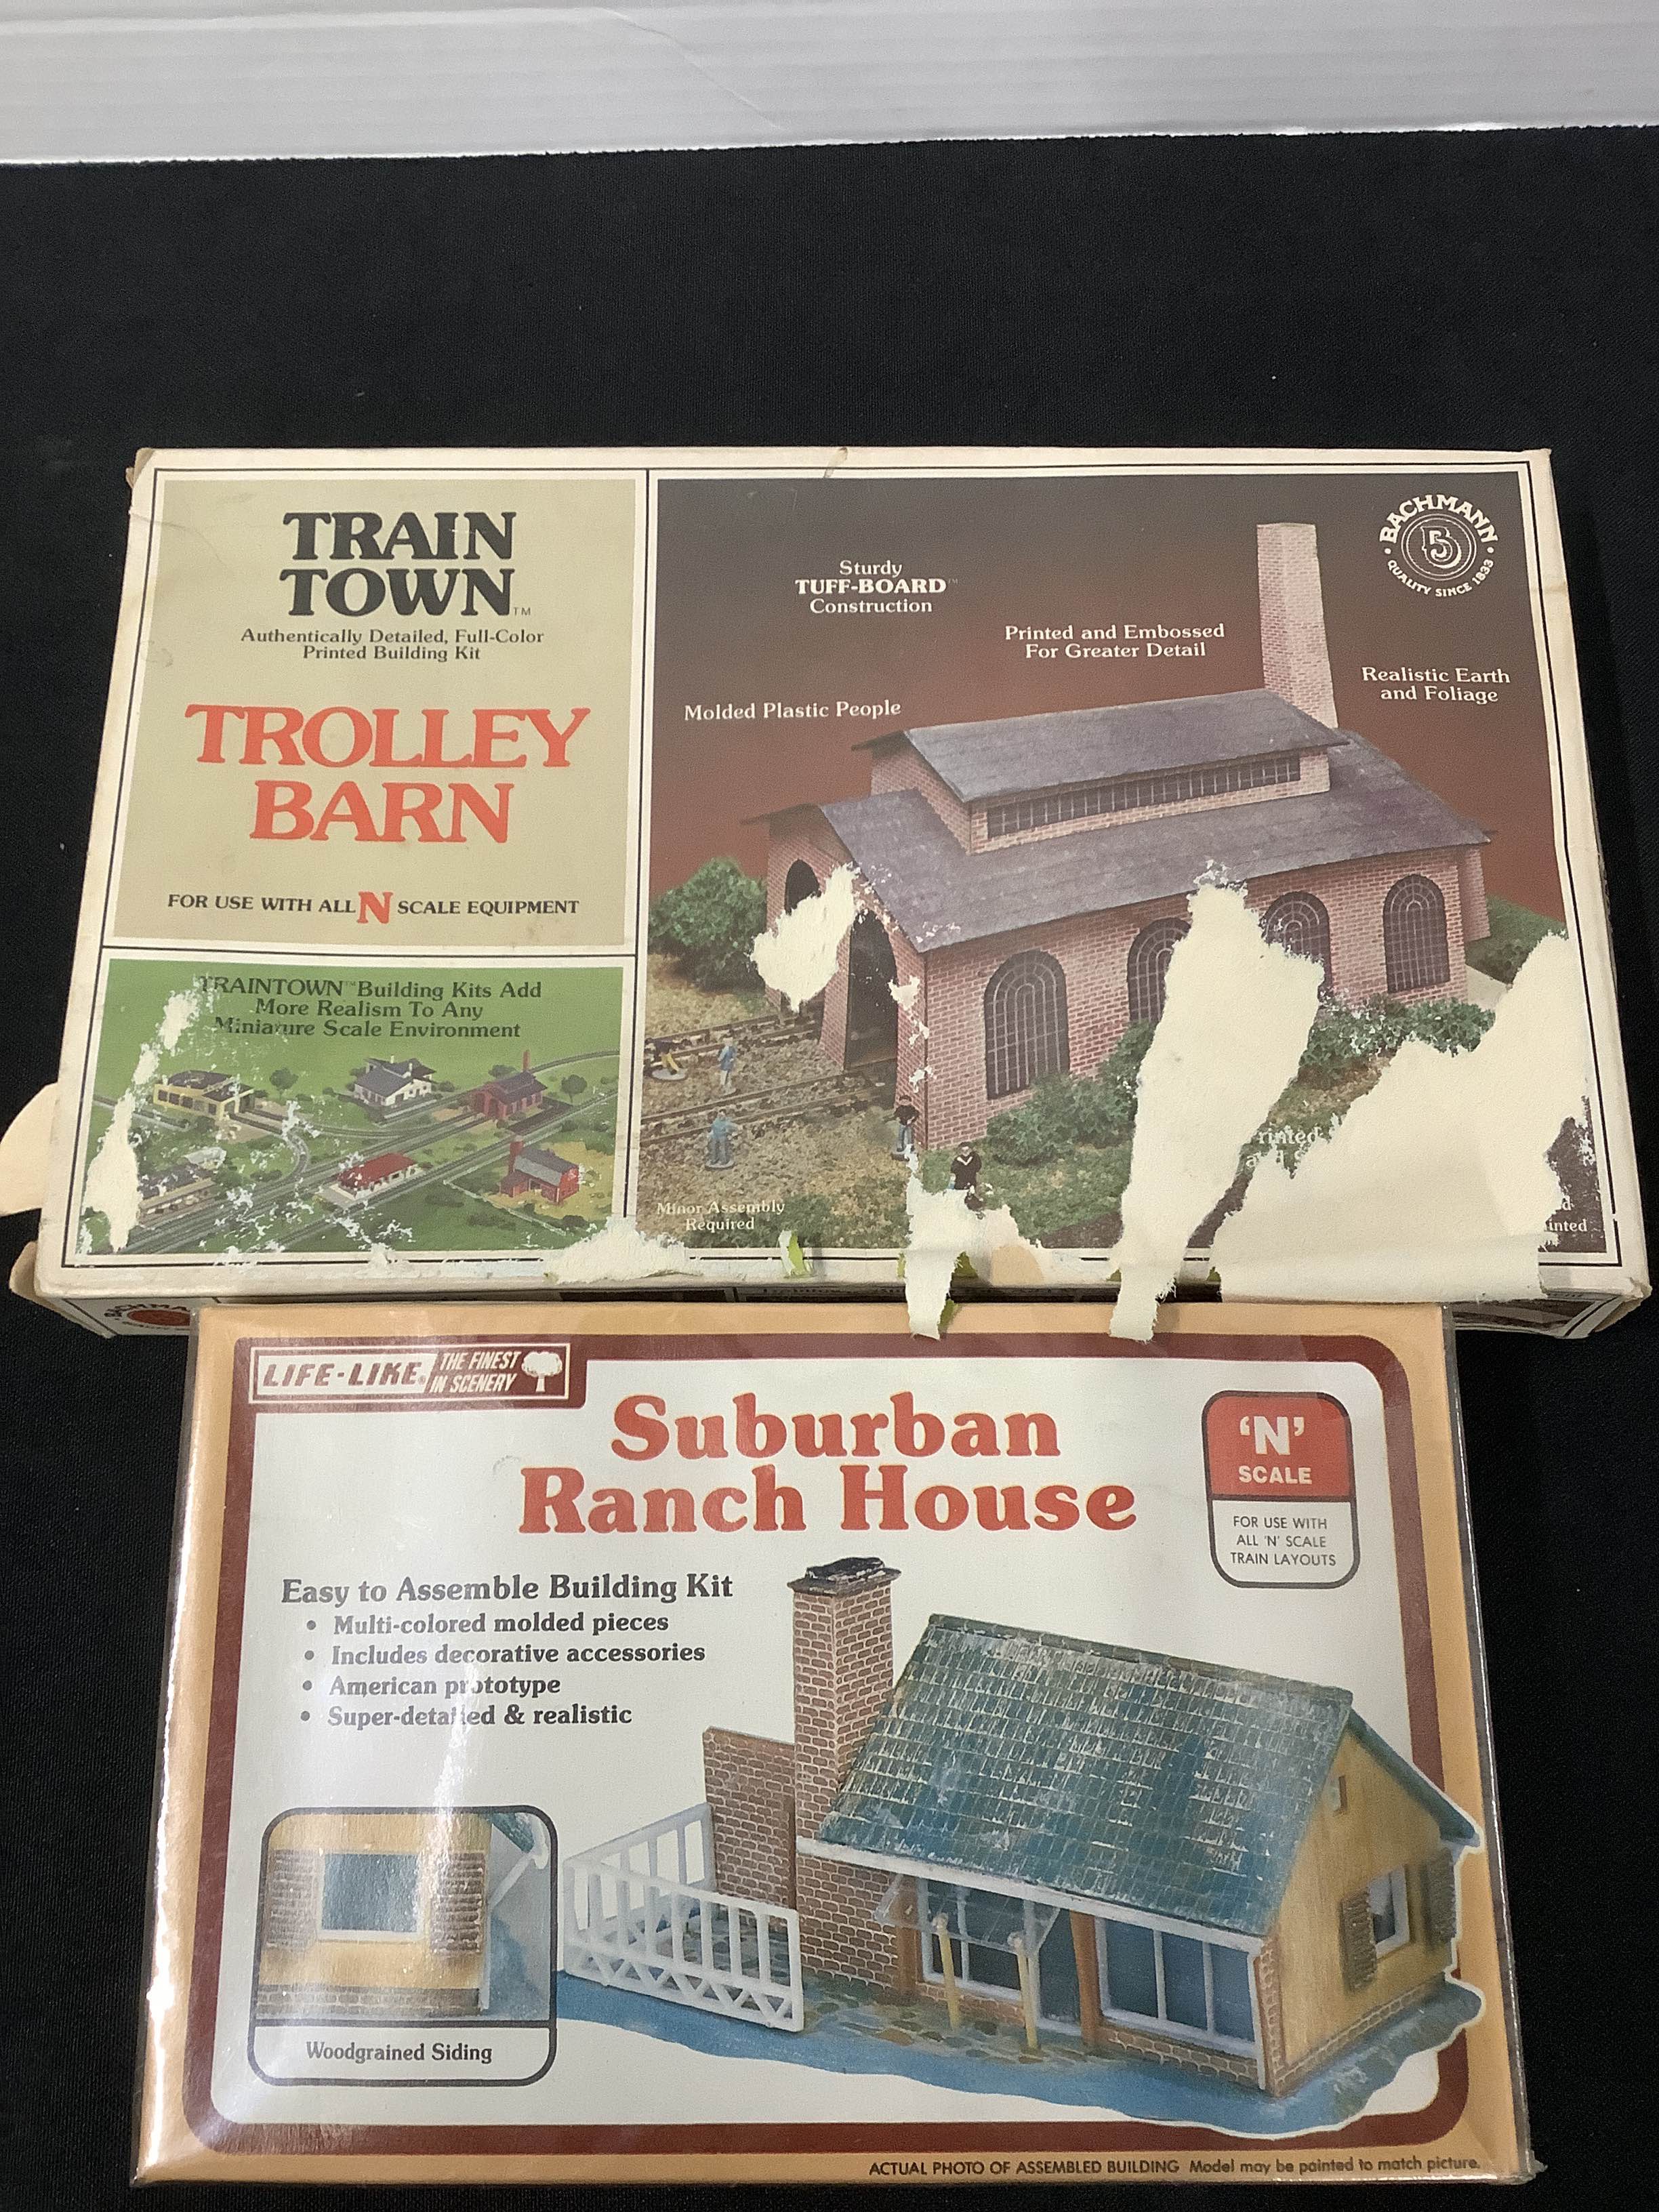 TRAIN
TOWN™
Authentically Detailed, Full-Color
Printed Building Kit
TROLLEY
BARN
FOR USE WITH ALL N SCALE EQUIPMENT
TRAINTOWN™ Building Kits Add
More Realism To Any
Miniature Scale Environment
BACHMANN
B
QUALITY SINCE 1833
Sturdy
TUFF-BOARD™
Construction
Printed and Embossed
For Greater Detail
Realistic Earth
and Foliage
Molded Plastic People
Minor Assembly
Required
LIFE-LIKE® THE FINEST
IN SCENERY
Suburban
Ranch House
'N'
SCALE
FOR USE WITH
ALL 'N' SCALE
TRAIN LAYOUTS
Easy to Assemble Building Kit
• Multi-colored molded pieces
• Includes decorative accessories
• American prototype
• Super-detailed & realistic
Woodgrained Siding
ACTUAL PHOTO OF ASSEMBLED BUILDING Model may be painted to match picture.